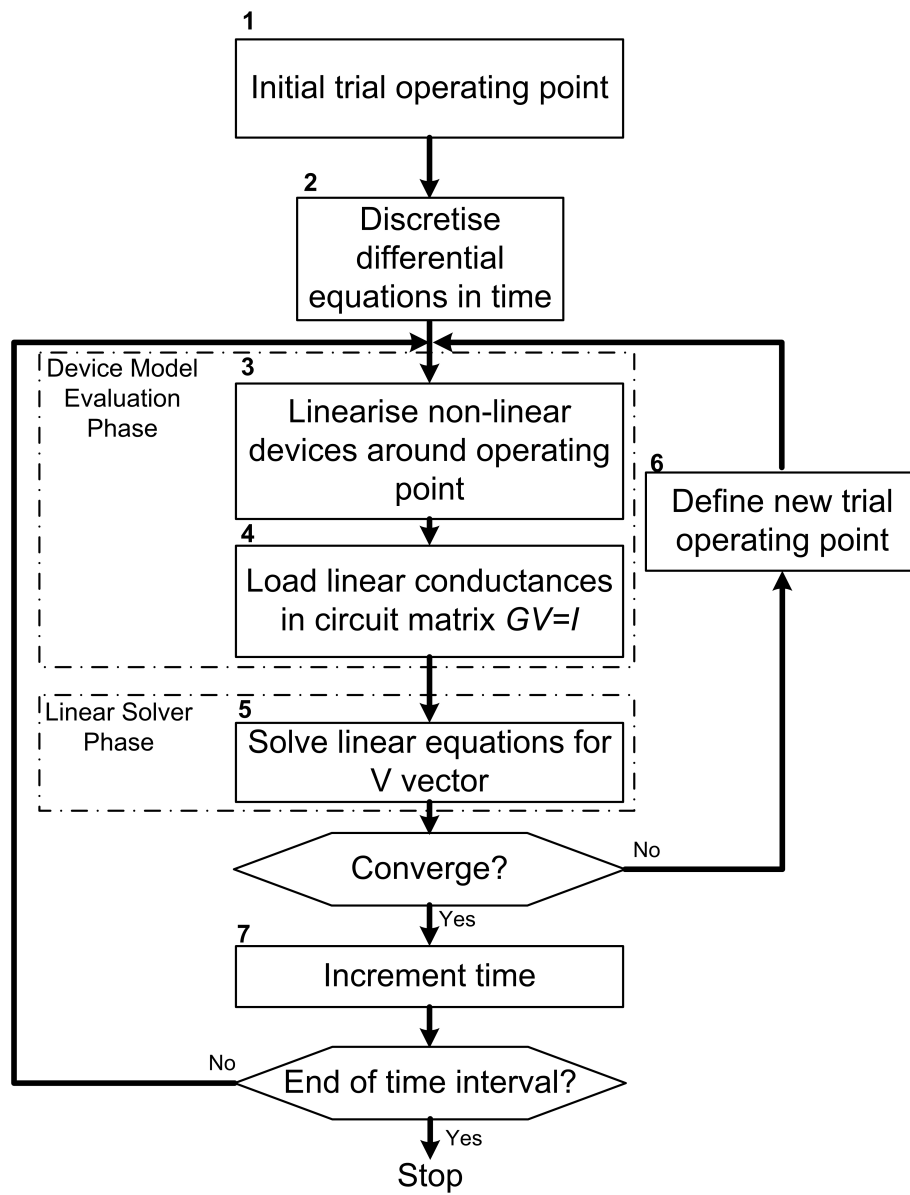 1
Initial trial operating point
2
Discretise
differential
equations in time
Device Model
Evaluation
Phase
3
Linearise non-linear
devices around operating
point
4
Load linear conductances
in circuit matrix GV=I
6
Define new trial
operating point
Linear Solver
Phase
5
Solve linear equations for
V vector
Converge?
No
Yes
7
Increment time
No
End of time interval?
Yes
Stop